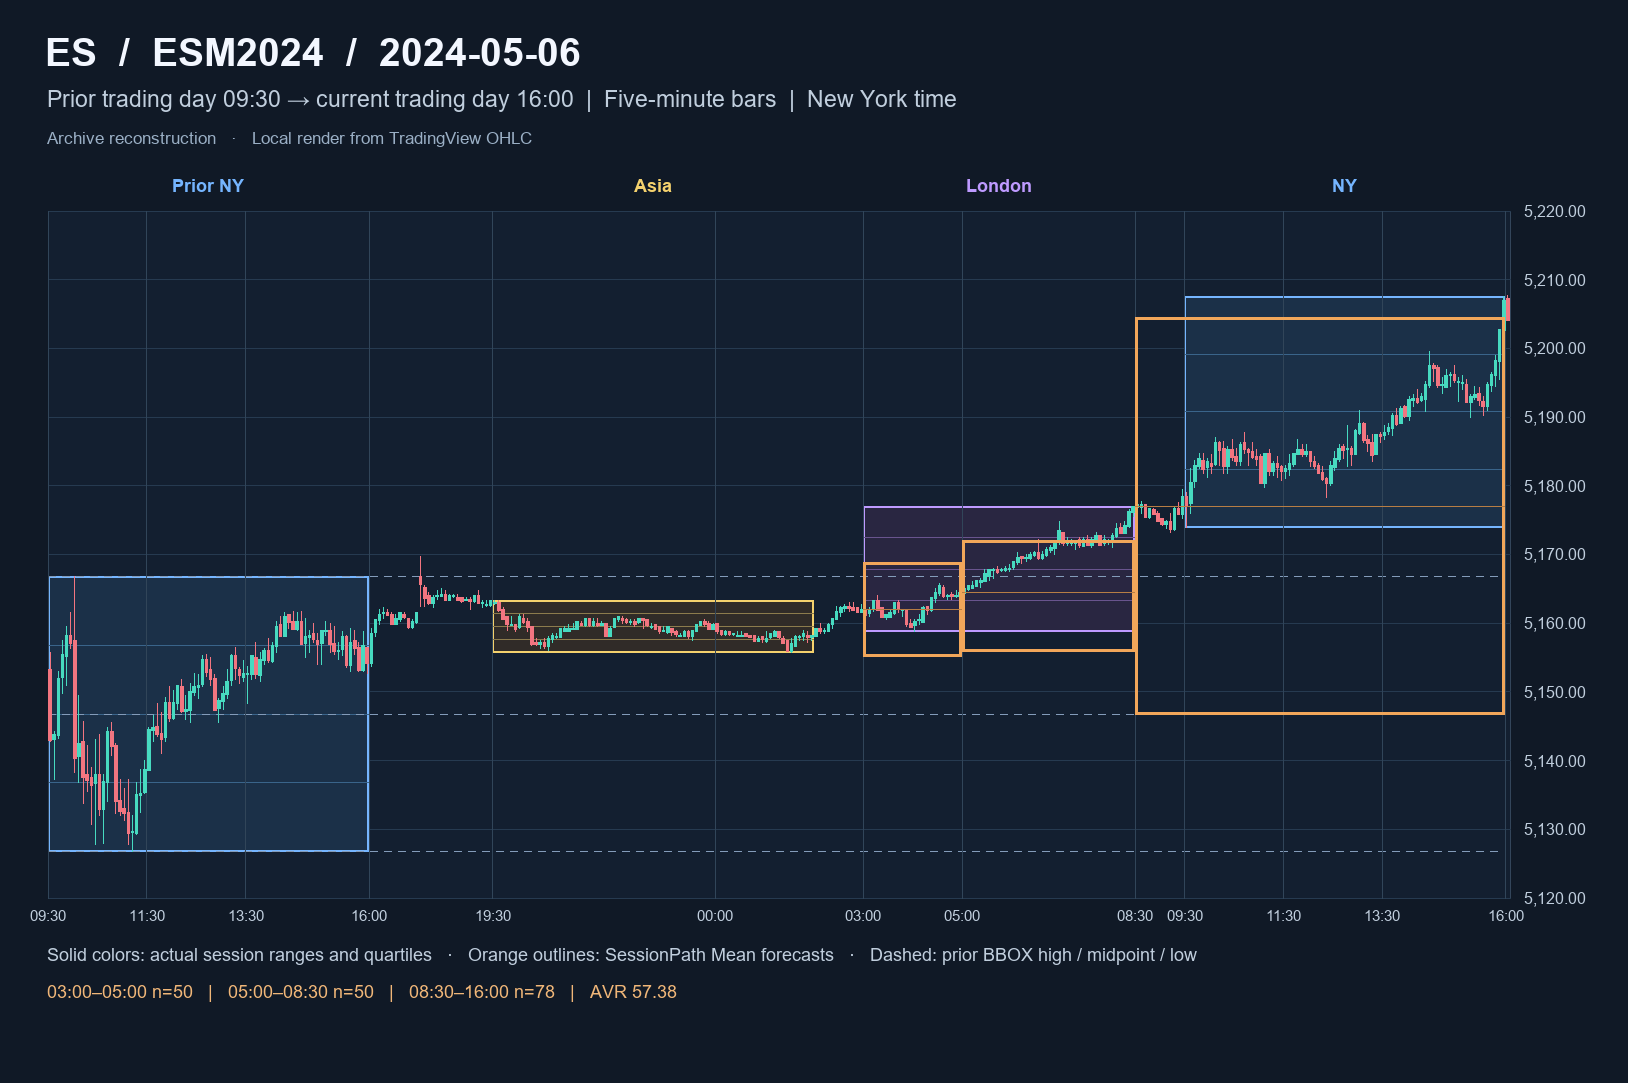 ES / ESM2024 / 2024-05-06
Prior trading day 09:30 → current trading day 16:00 | Five-minute bars | New York time
Archive reconstruction · Local render from TradingView OHLC
Prior NY Asia London NY
5,220.00
5,210.00
5,200.00
5,190.00
5,180.00
5,170.00
5,160.00
5,150.00
5,140.00
5,130.00
5,120.00
09:30 11:30 13:30 16:00 19:30 00:00 03:00 05:00 08:30 09:30 11:30 13:30 16:00
Solid colors: actual session ranges and quartiles · Orange outlines: SessionPath Mean forecasts · Dashed: prior BBOX high / midpoint / low
03:00–05:00 n=50 | 05:00–08:30 n=50 | 08:30–16:00 n=78 | AVR 57.38